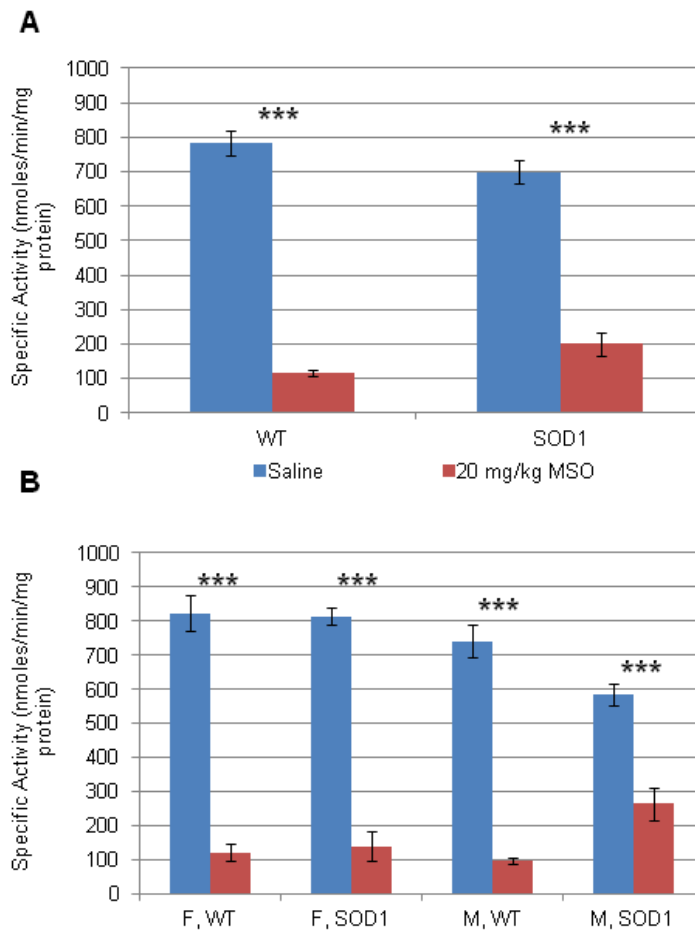 A
1000
900
800
700
600
500
400
300
200
100
0
Specific Activity (nmoles/min/mg
protein)
***
***
WT
SOD1
Saline
20 mg/kg MSO
B
1000
900
800
700
600
500
400
300
200
100
0
Specific Activity (nmoles/min/mg
protein)
***
***
***
***
F, WT
F, SOD1
M, WT
M, SOD1